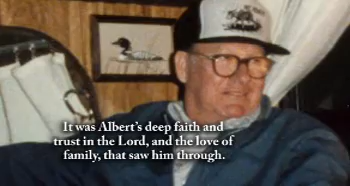 It was Albert's deep faith and
trust in the Lord, and the love of
family, that saw him through.